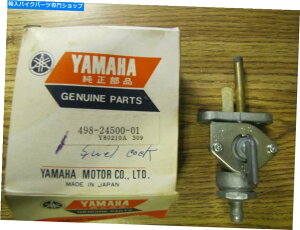 輸入バイクパーツ専門ショップ
YAMAHA
純正部品
GENUINE PARTS
498-24500-01
Y80210A 309
fuel cock
YAMAHA MOTOR CO., LTD.
MADE IN JAPAN